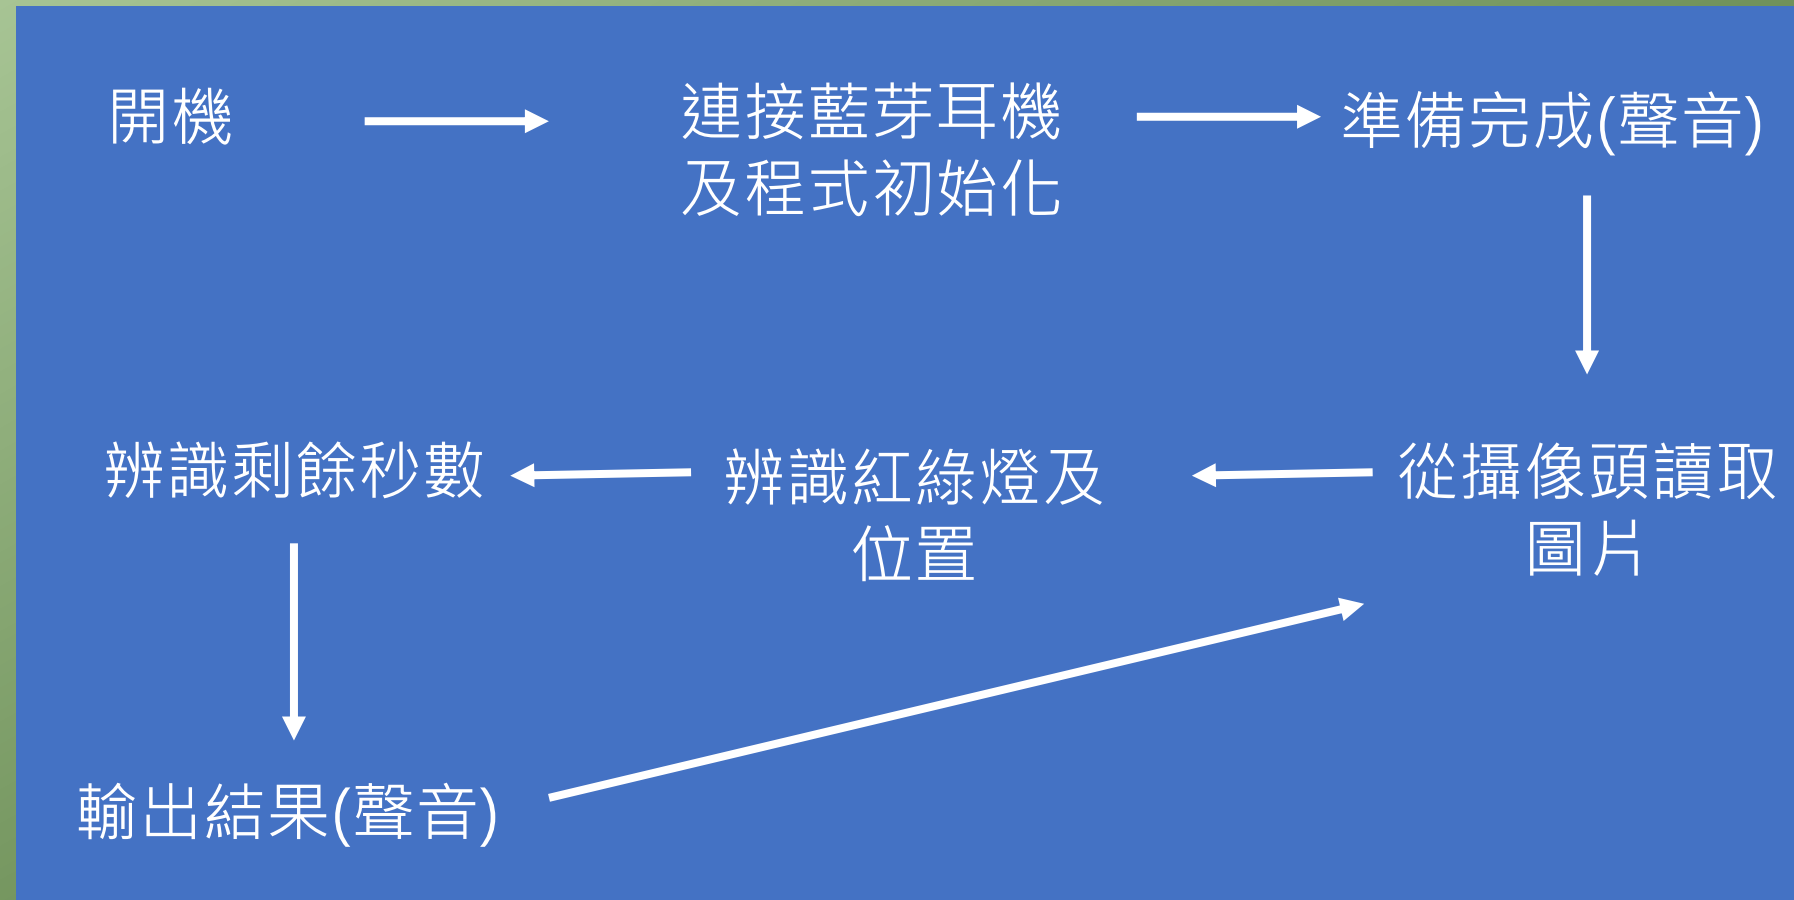 開機
連接藍芽耳機
及程式初始化
準備完成(聲音)
從攝像頭讀取
圖片
辨識紅綠燈及
位置
辨識剩餘秒數
輸出結果(聲音)